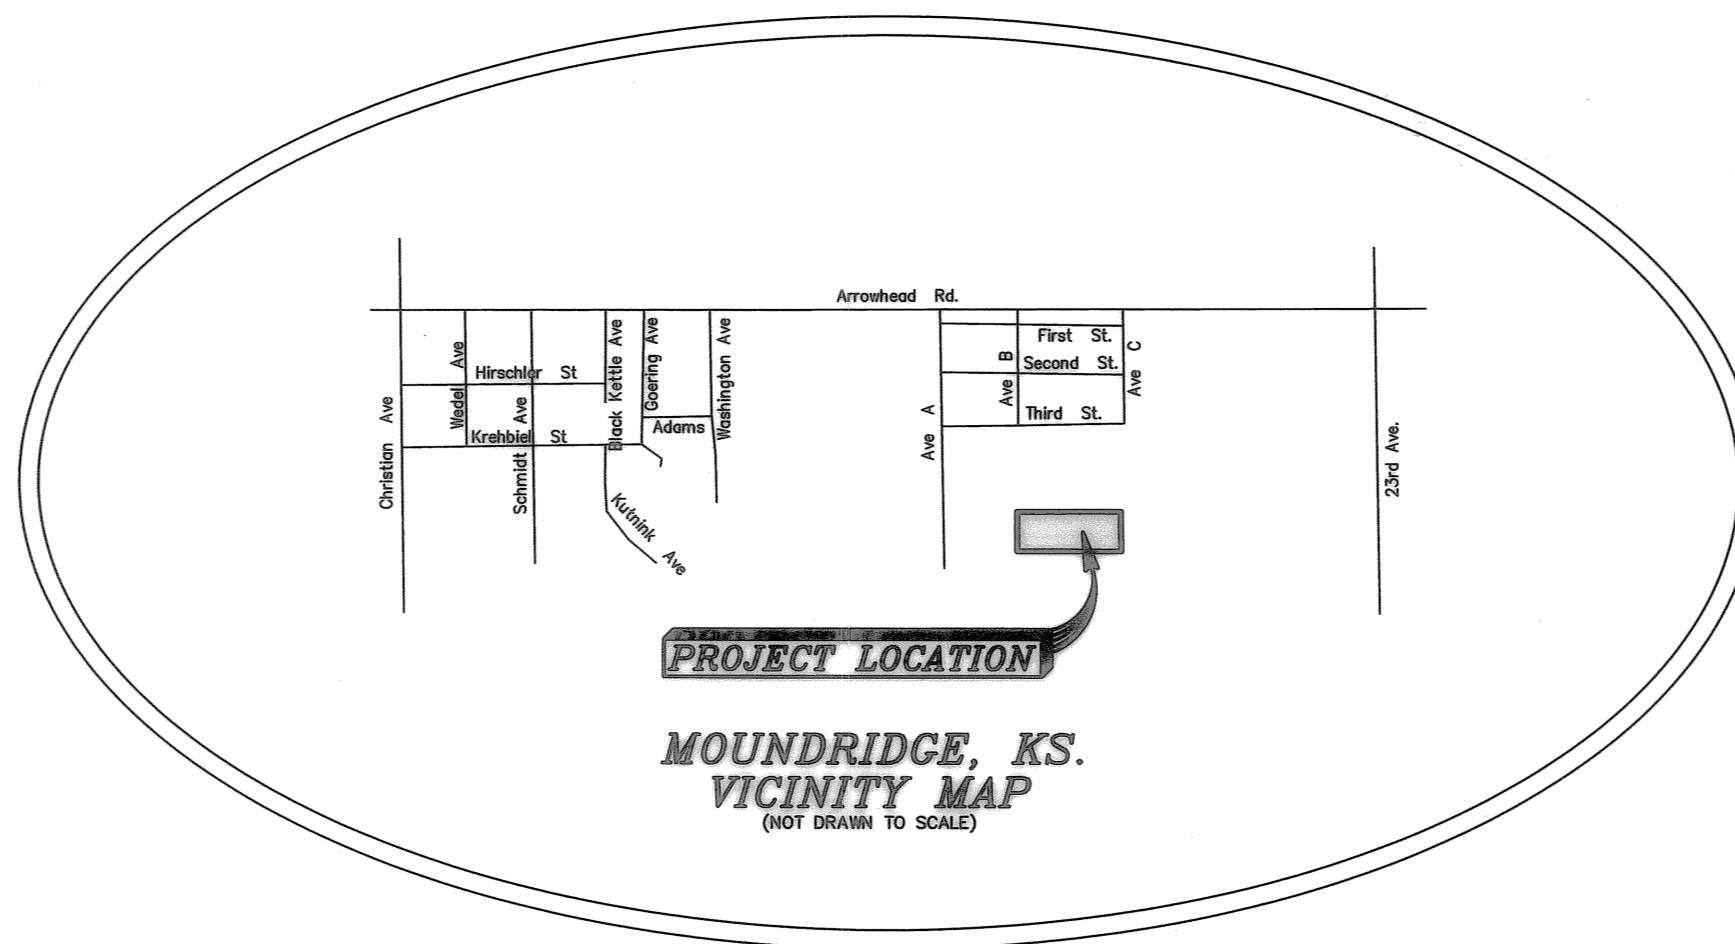 Arrowhead Rd.
Christian Ave
Wedel Ave
Hirschler St
Krehbiel St
Schmidt Ave
Black Kettle Ave
Goering Ave
Adams
Washington Ave
Kutnink Ave
Ave A
Ave B
First St.
Second St.
Third St.
Ave C
23rd Ave.
PROJECT LOCATION
MOUNDRIDGE, KS.
VICINITY MAP
(NOT DRAWN TO SCALE)